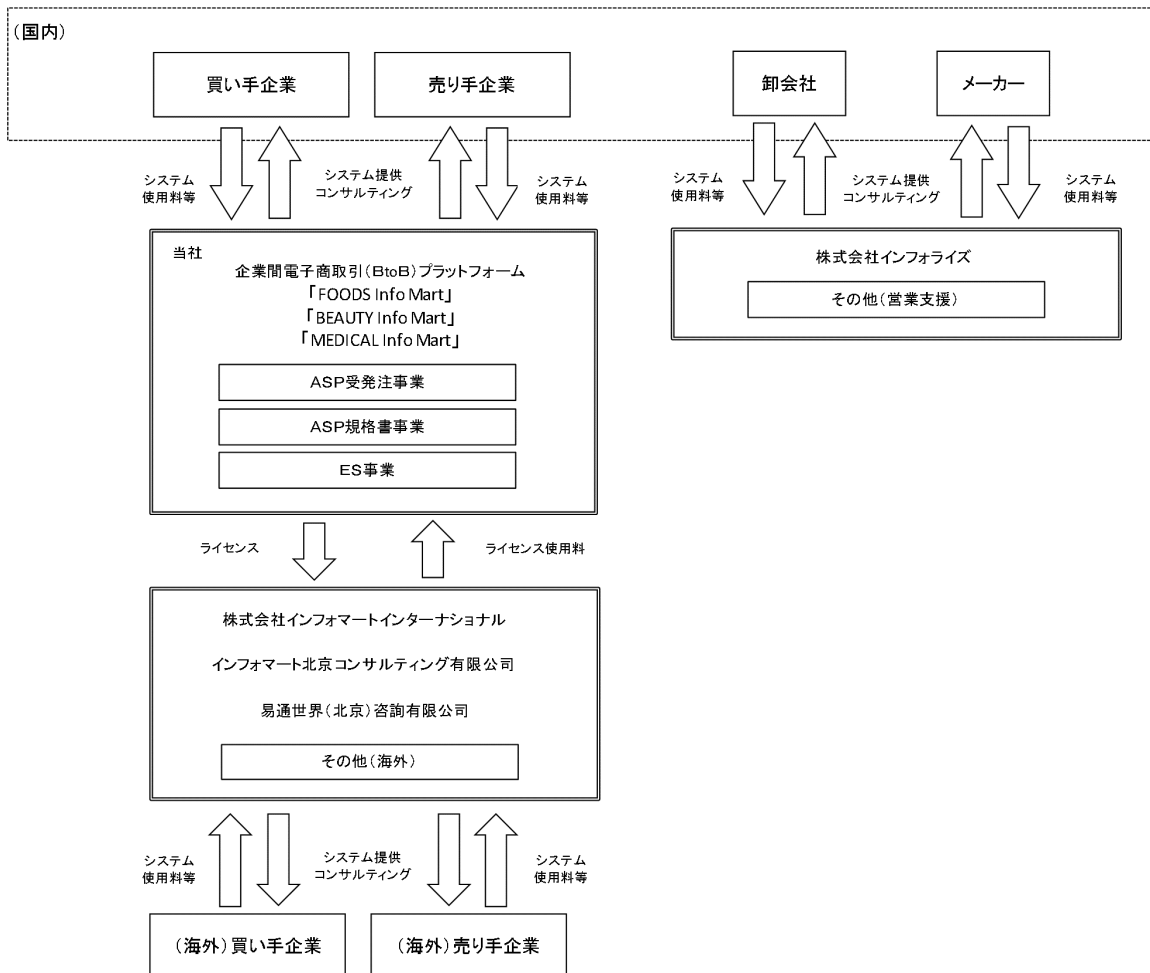 (国内)
買い手企業
売り手企業
卸会社
メーカー
システム
使用料等
システム提供
コンサルティング
システム
使用料等
システム
使用料等
システム提供
コンサルティング
システム
使用料等
当社
企業間電子商取引(BtoB)プラットフォーム
「FOODS Info Mart」
「BEAUTY Info Mart」
「MEDICAL Info Mart」
ASP受発注事業
ASP規格書事業
ES事業
株式会社インフォライズ
その他(営業支援)
ライセンス
ライセンス使用料
株式会社インフォマートインターナショナル
インフォマート北京コンサルティング有限公司
易通世界(北京)咨詢有限公司
その他(海外)
システム
使用料等
システム提供
コンサルティング
システム
使用料等
(海外)買い手企業
(海外)売り手企業